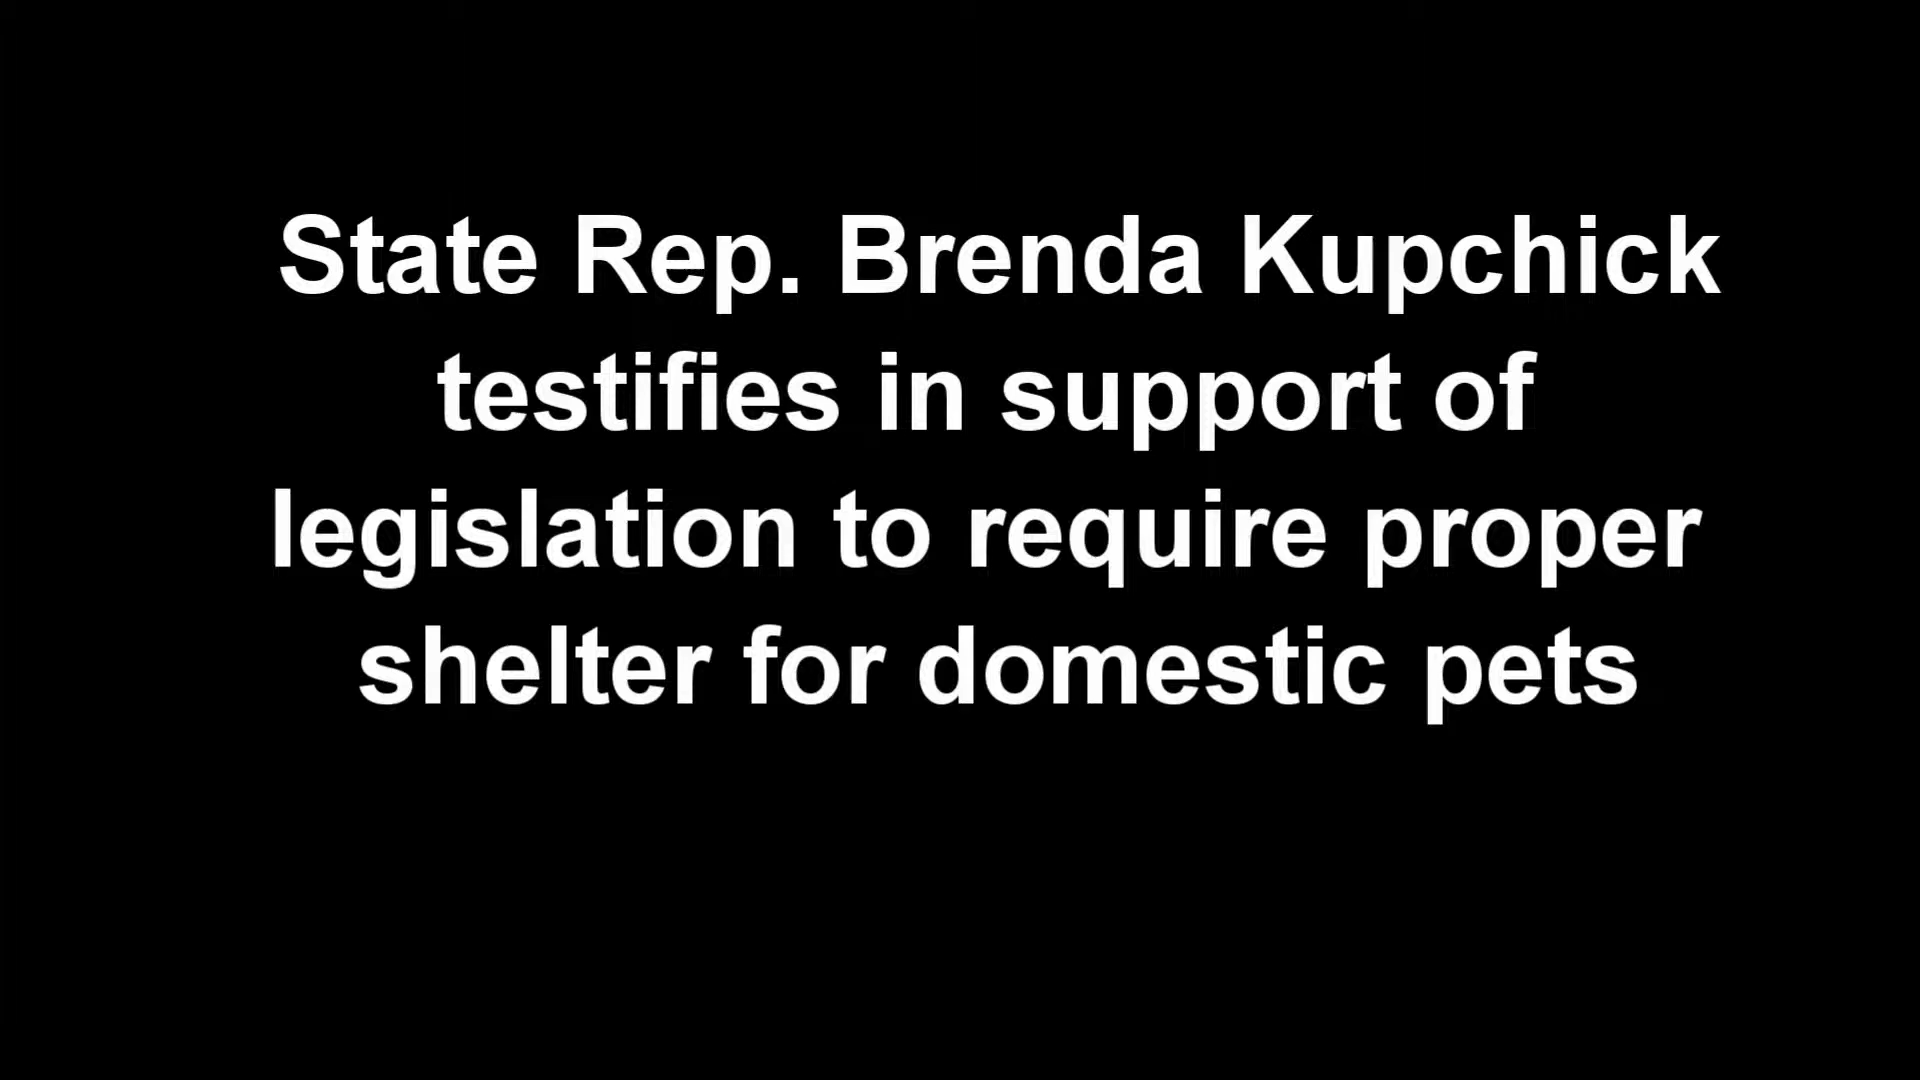 State Rep. Brenda Kupchick
testifies in support of
legislation to require proper
shelter for domestic pets